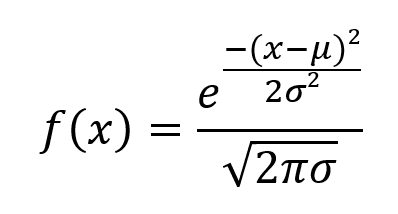 f(x) = e^(-(x-μ)²/2σ²) / √(2πσ)